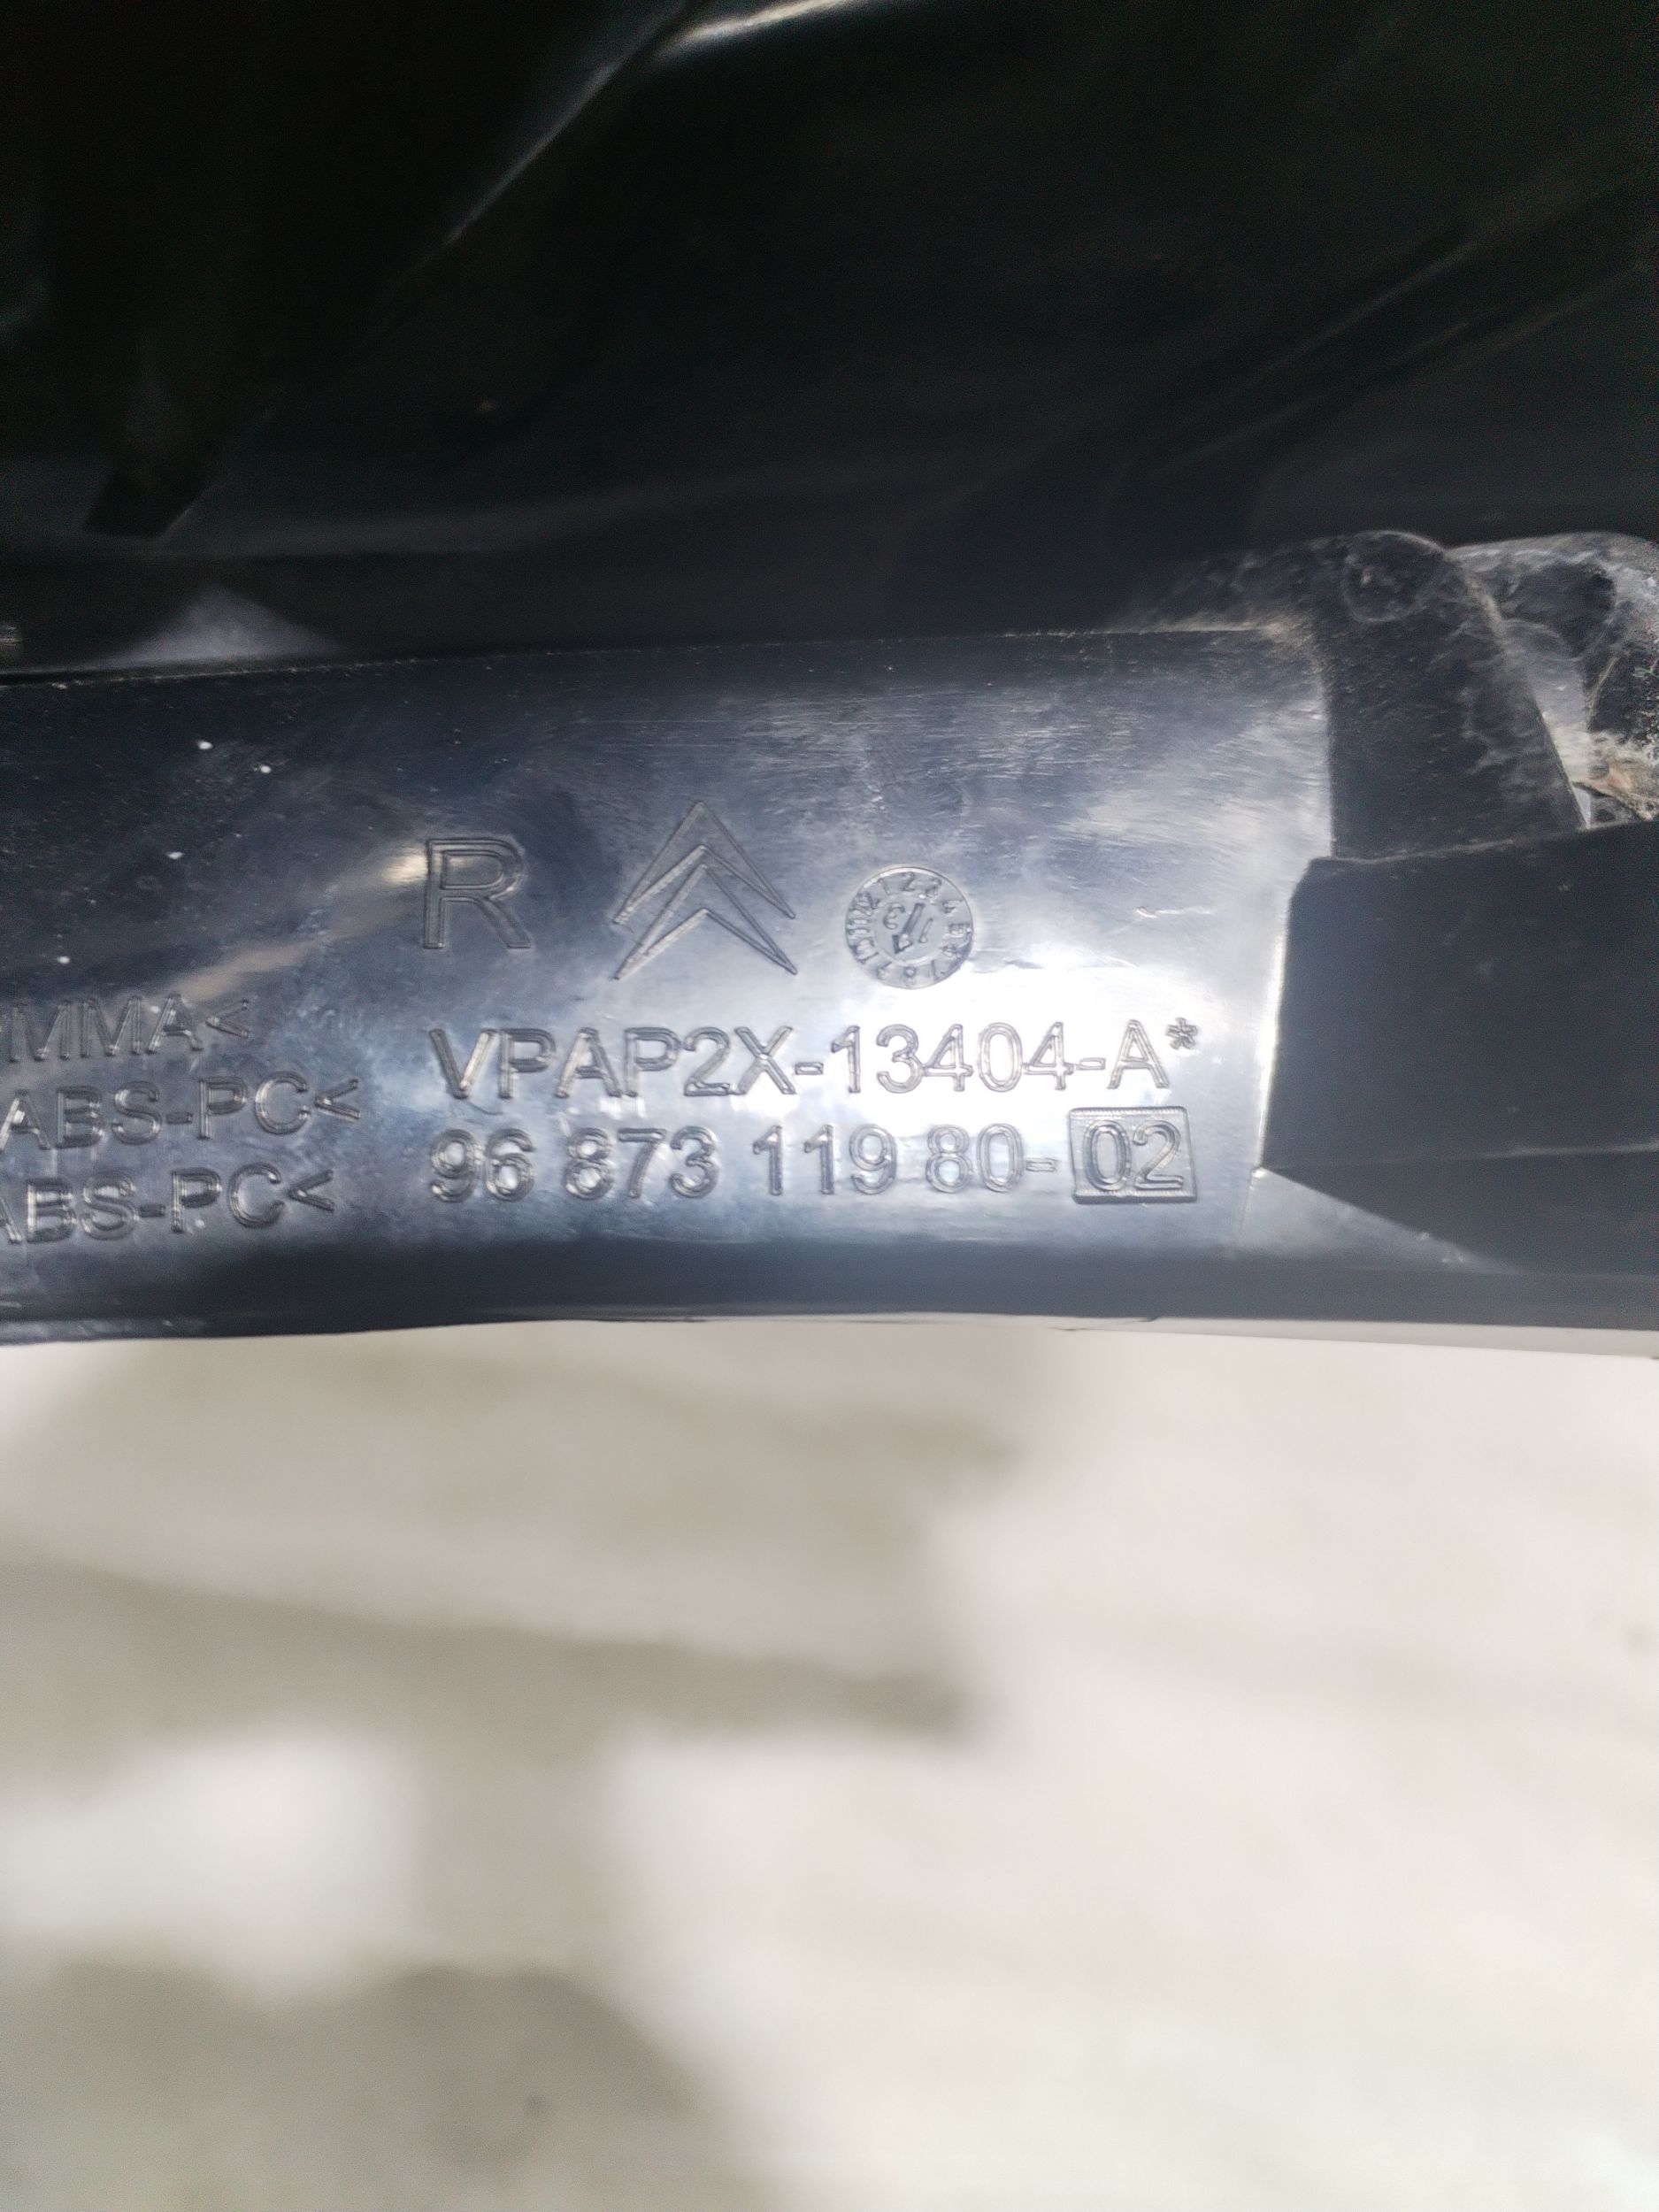 R
MMA<
ABS-PC<
ABS-PC<
VPAP2X-13404-A*
96 873 119 80-02